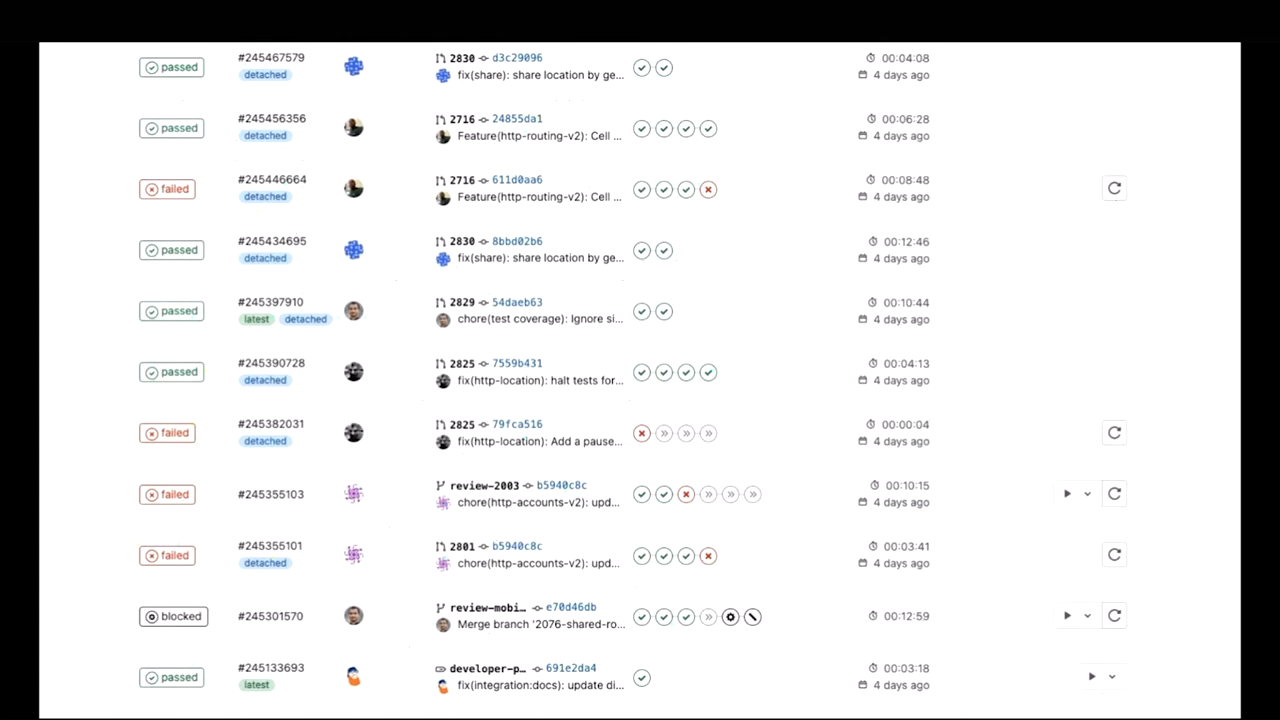 passed #245467579 2830 d3c29096 00:04:08
detached fix(share): share location by ge... 4 days ago
passed #245456356 2716 24855da1 00:06:28
detached Feature(http-routing-v2): Cell ... 4 days ago
failed #245446664 2716 611d0aa6 00:08:48
detached Feature(http-routing-v2): Cell ... 4 days ago
passed #245434695 2830 8bbd02b6 00:12:46
detached fix(share): share location by ge... 4 days ago
passed #245397910 2829 54daeb63 00:10:44
latest detached chore(test coverage): Ignore si... 4 days ago
passed #245390728 2825 7559b431 00:04:13
detached fix(http-location): halt tests for... 4 days ago
failed #245382031 2825 79fca516 00:00:04
detached fix(http-location): Add a pause... 4 days ago
failed #245355103 review-2003 b5940c8c 00:10:15
chore(http-accounts-v2): upd... 4 days ago
failed #245355101 2801 b5940c8c 00:03:41
detached chore(http-accounts-v2): upd... 4 days ago
blocked #245301570 review-mobi... e70d46db 00:12:59
Merge branch '2076-shared-ro...
passed #245133693 developer-p... 691e2da4 00:03:18
latest fix(integration:docs): update di... 4 days ago